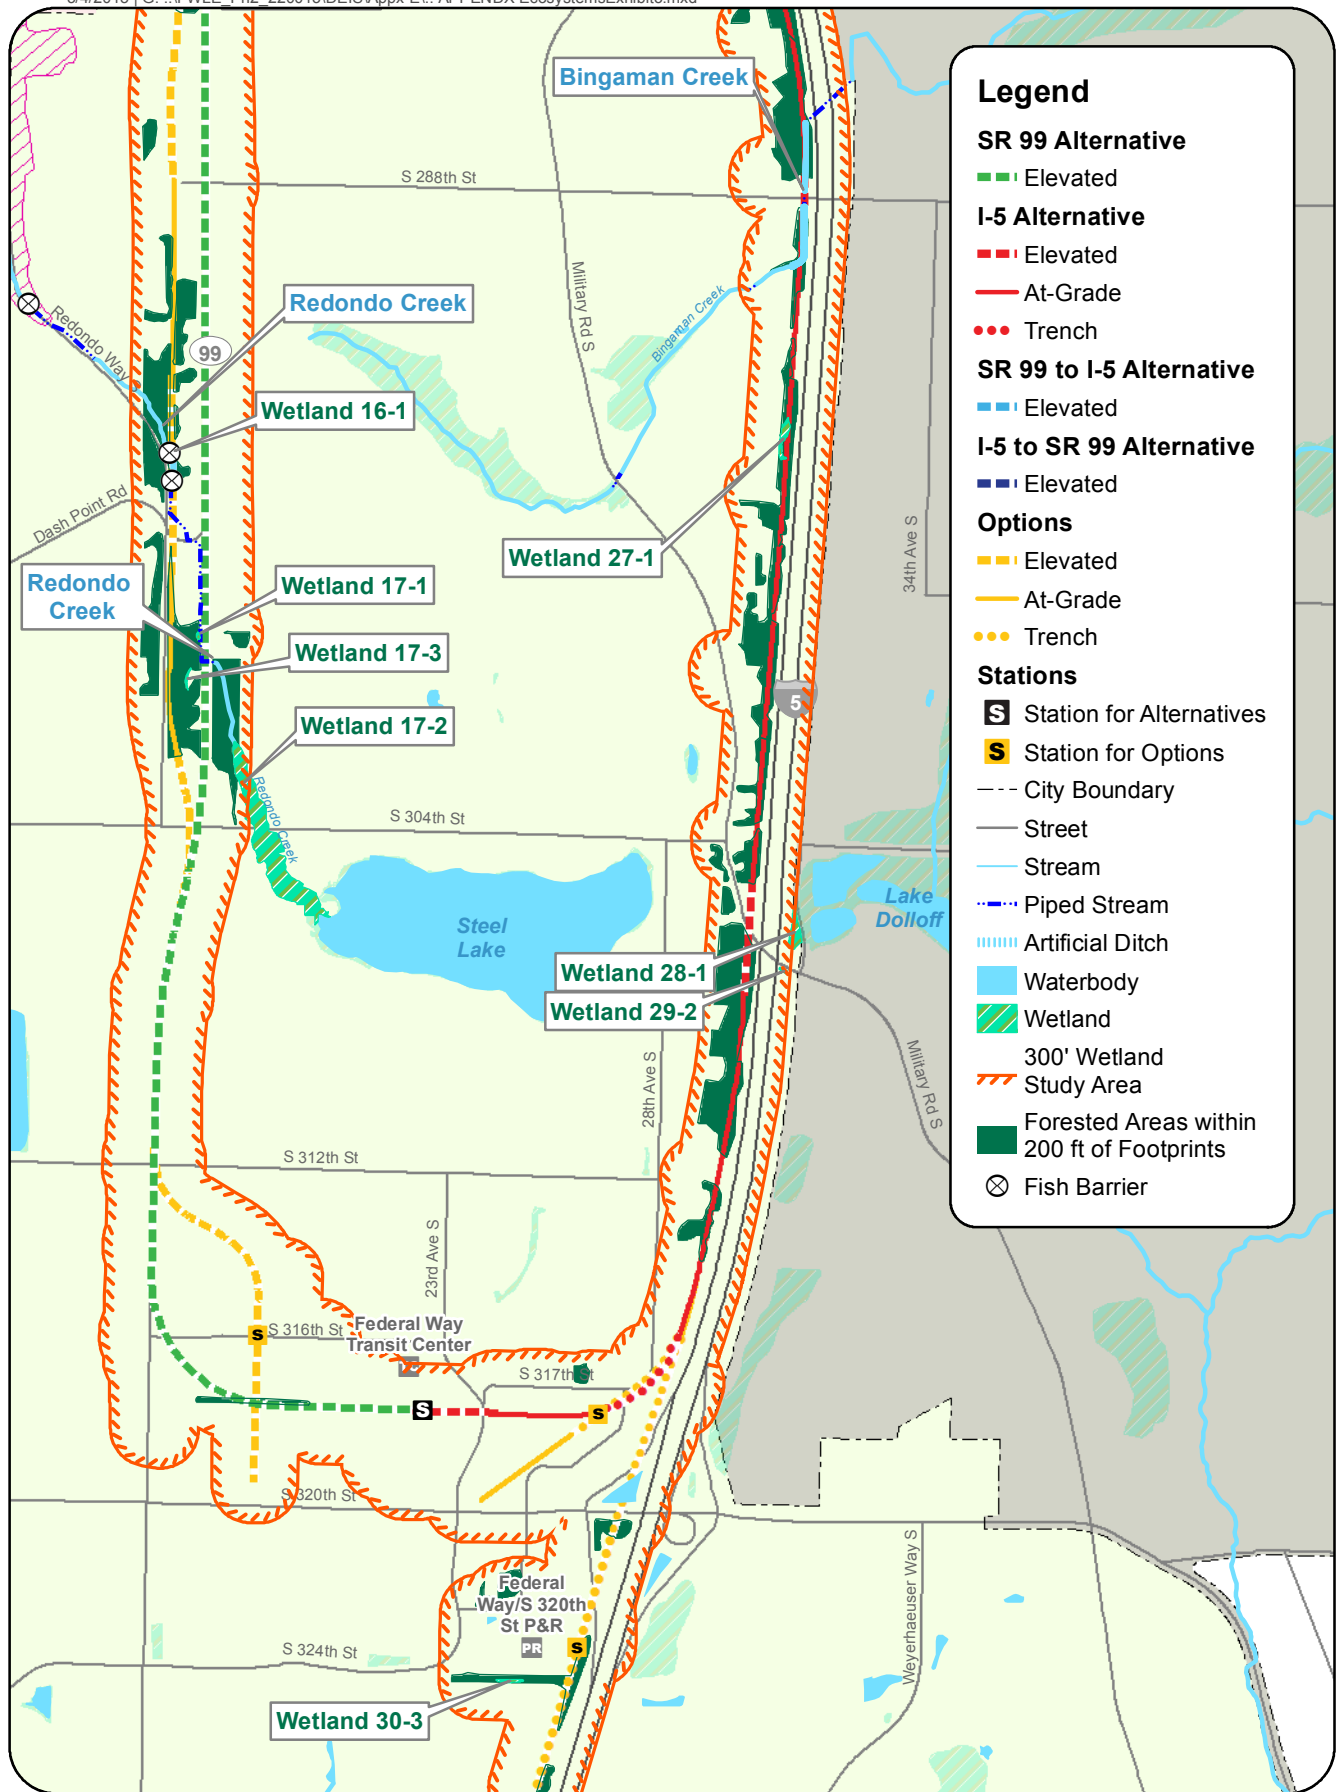 Bingaman Creek
S 288th St
Military Rd S
Bingaman Creek
Redondo Creek
Redondo Way S
99
Wetland 16-1
Dash Point Rd
Wetland 27-1
34th Ave S
Redondo
Creek
Wetland 17-1
Wetland 17-3
Wetland 17-2
5
Redondo Creek
S 304th St
Steel
Lake
Lake
Dolloff
Wetland 28-1
Wetland 29-2
28th Ave S
Military Rd S
S 312th St
23rd Ave S
S 316th St
S
Federal Way
Transit Center
S 317th St
S
S
S 320th St
Federal
Way/S 320th
St P&R
PR
S
S 324th St
Weyerhaeuser Way S
Wetland 30-3
Legend
SR 99 Alternative
Elevated
I-5 Alternative
Elevated
At-Grade
Trench
SR 99 to I-5 Alternative
Elevated
I-5 to SR 99 Alternative
Elevated
Options
Elevated
At-Grade
Trench
Stations
S Station for Alternatives
S Station for Options
City Boundary
Street
Stream
Piped Stream
Artificial Ditch
Waterbody
Wetland
300' Wetland
Study Area
Forested Areas within
200 ft of Footprints
Fish Barrier